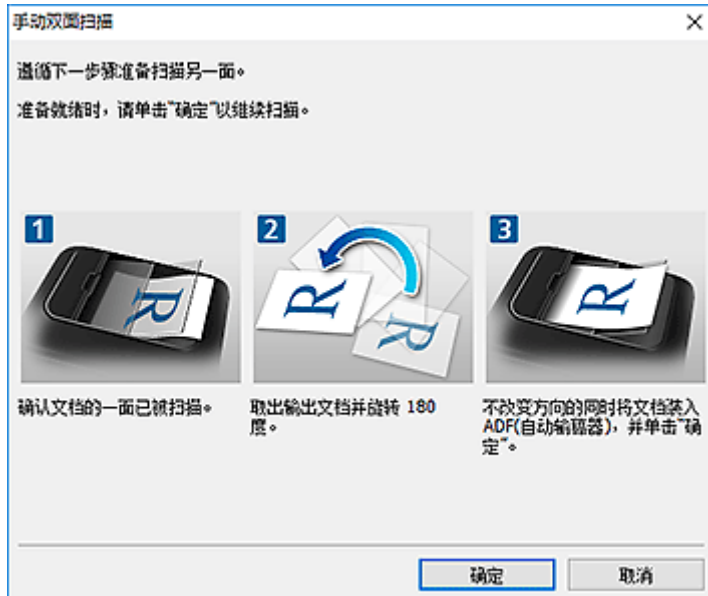 手动双面扫描
遵循下一步骤准备扫描另一面。
准备就绪时，请单击"确定"以继续扫描。
1
2
3
R
R
R
R
确认文档的一面已被扫描。
取出输出文档并旋转 180
度。
不改变方向的同时将文档装入
ADF(自动输稿器)，并单击"确
定"。
确定
取消